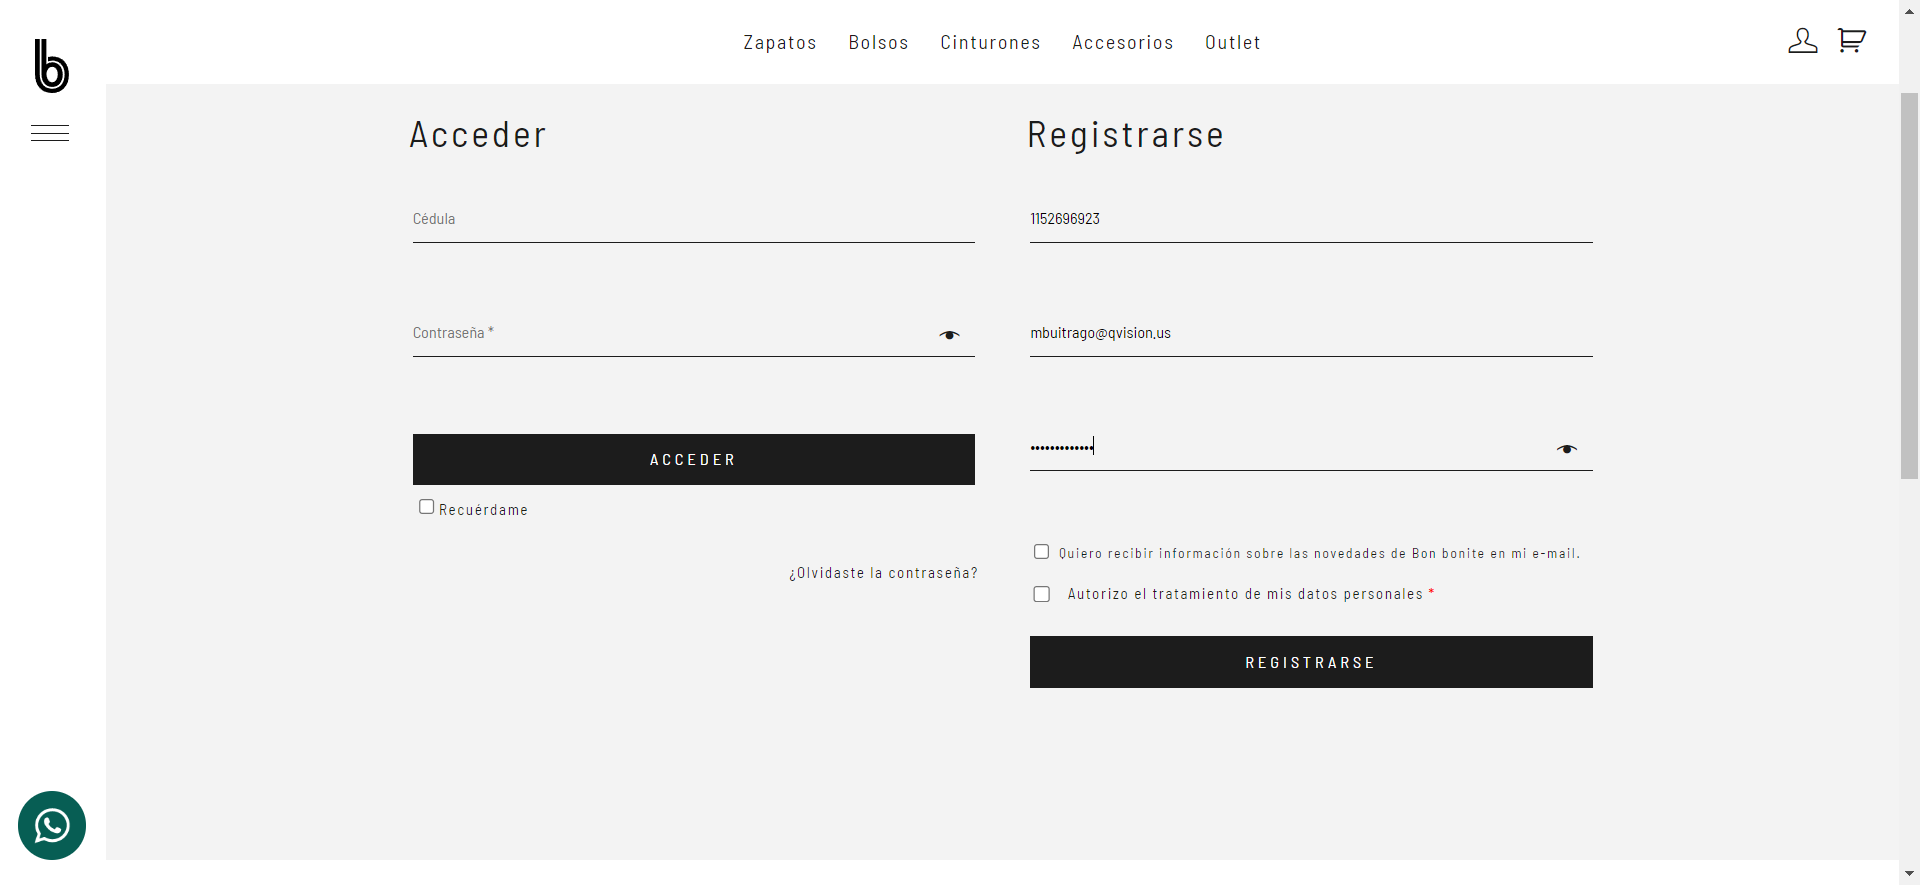 b
Zapatos Bolsos Cinturones Accesorios Outlet
Acceder
Cédula
Contraseña *
ACCEDER
Recuérdame
¿Olvidaste la contraseña?
Registrarse
1152696923
mbuitrago@qvision.us
•••••••••••••
Quiero recibir información sobre las novedades de Bon bonite en mi e-mail.
Autorizo el tratamiento de mis datos personales *
REGISTRARSE